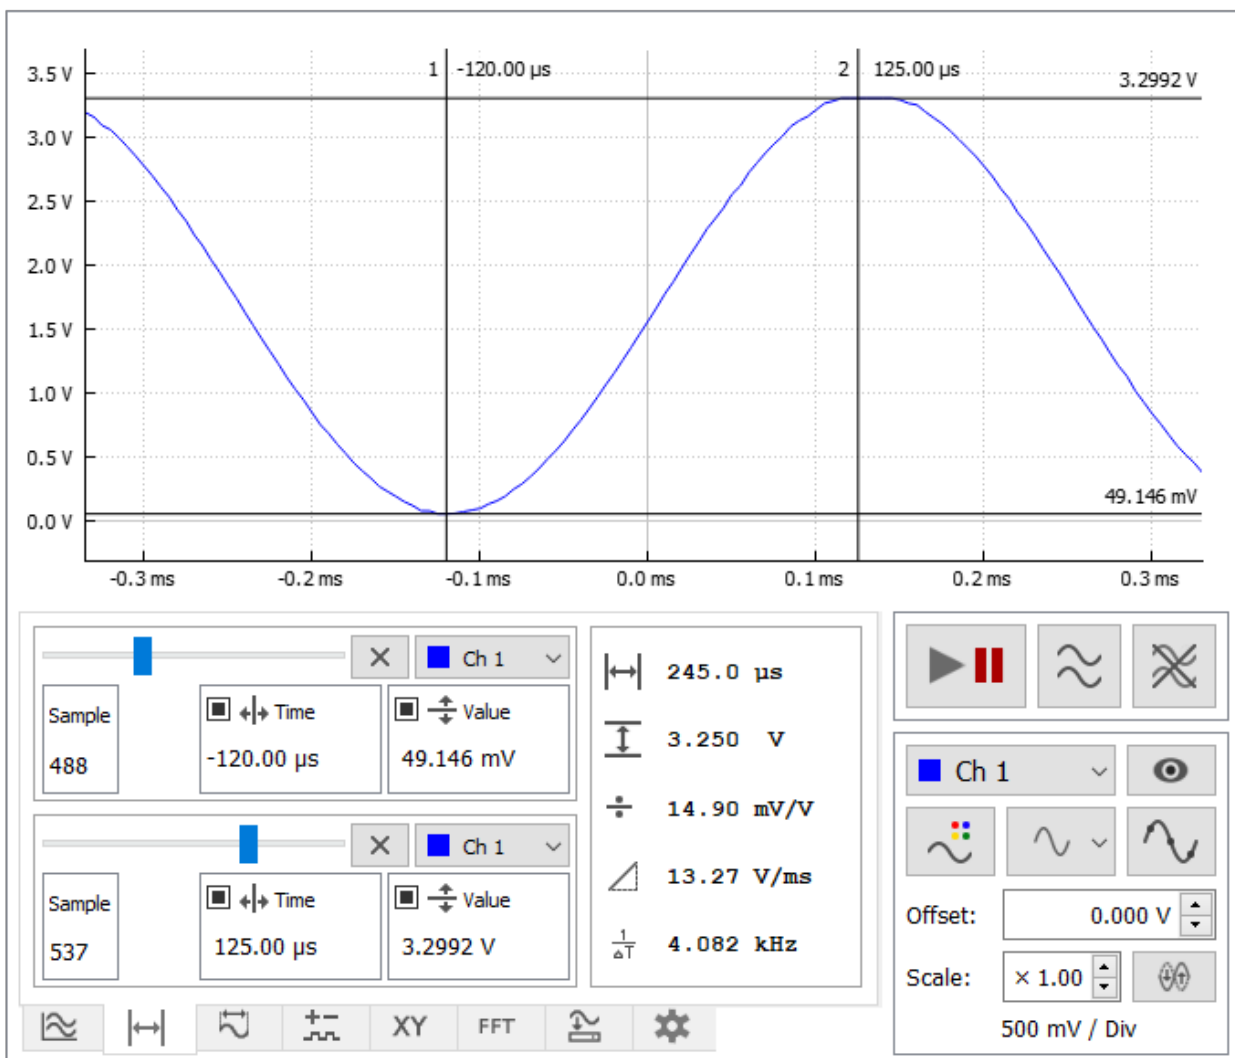 1 -120.00 µs
2 125.00 µs
3.5 V
3.2992 V
3.0 V
2.5 V
2.0 V
1.5 V
1.0 V
0.5 V
49.146 mV
0.0 V
-0.3 ms -0.2 ms -0.1 ms 0.0 ms 0.1 ms 0.2 ms 0.3 ms
Ch 1
Sample
488
Time
-120.00 µs
Value
49.146 mV
Ch 1
Sample
537
Time
125.00 µs
Value
3.2992 V
245.0 µs
3.250 V
14.90 mV/V
13.27 V/ms
1
ΔT
4.082 kHz
Ch 1
Offset: 0.000 V
Scale: × 1.00
500 mV / Div
XY
FFT